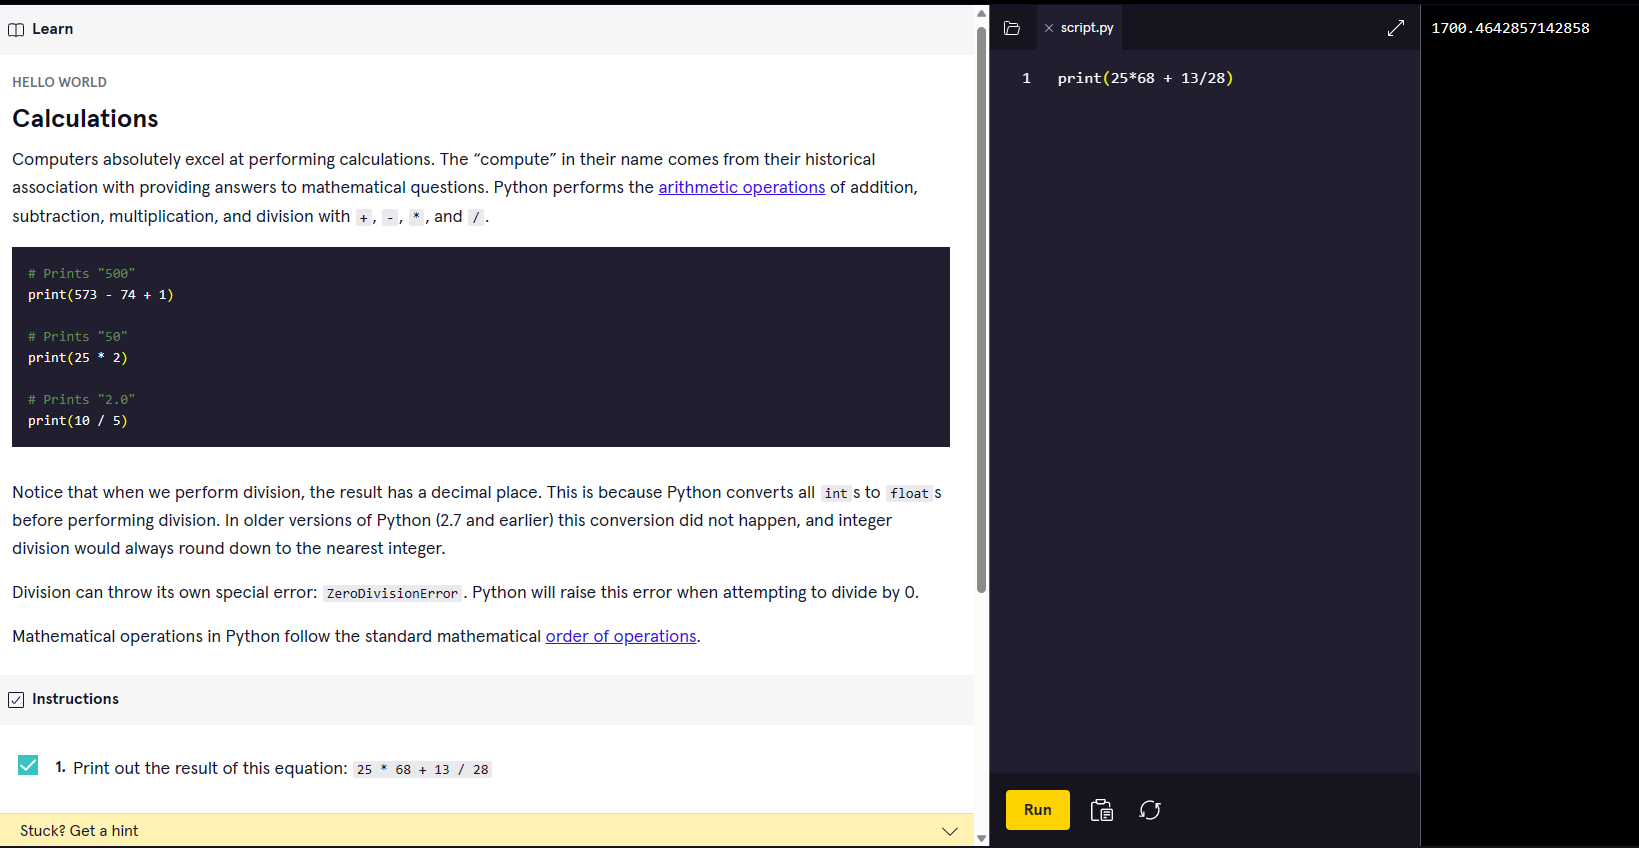 Learn
HELLO WORLD
Calculations
Computers absolutely excel at performing calculations. The “compute” in their name comes from their historical
association with providing answers to mathematical questions. Python performs the arithmetic operations of addition,
subtraction, multiplication, and division with +, -, *, and /.
# Prints "500"
print(573 - 74 + 1)
# Prints "50"
print(25 * 2)
# Prints "2.0"
print(10 / 5)
Notice that when we perform division, the result has a decimal place. This is because Python converts all ints to floats
before performing division. In older versions of Python (2.7 and earlier) this conversion did not happen, and integer
division would always round down to the nearest integer.
Division can throw its own special error: ZeroDivisionError. Python will raise this error when attempting to divide by 0.
Mathematical operations in Python follow the standard mathematical order of operations.
Instructions
1. Print out the result of this equation: 25 * 68 + 13 / 28
Stuck? Get a hint
script.py
1 print(25*68 + 13/28)
Run
1700.4642857142858